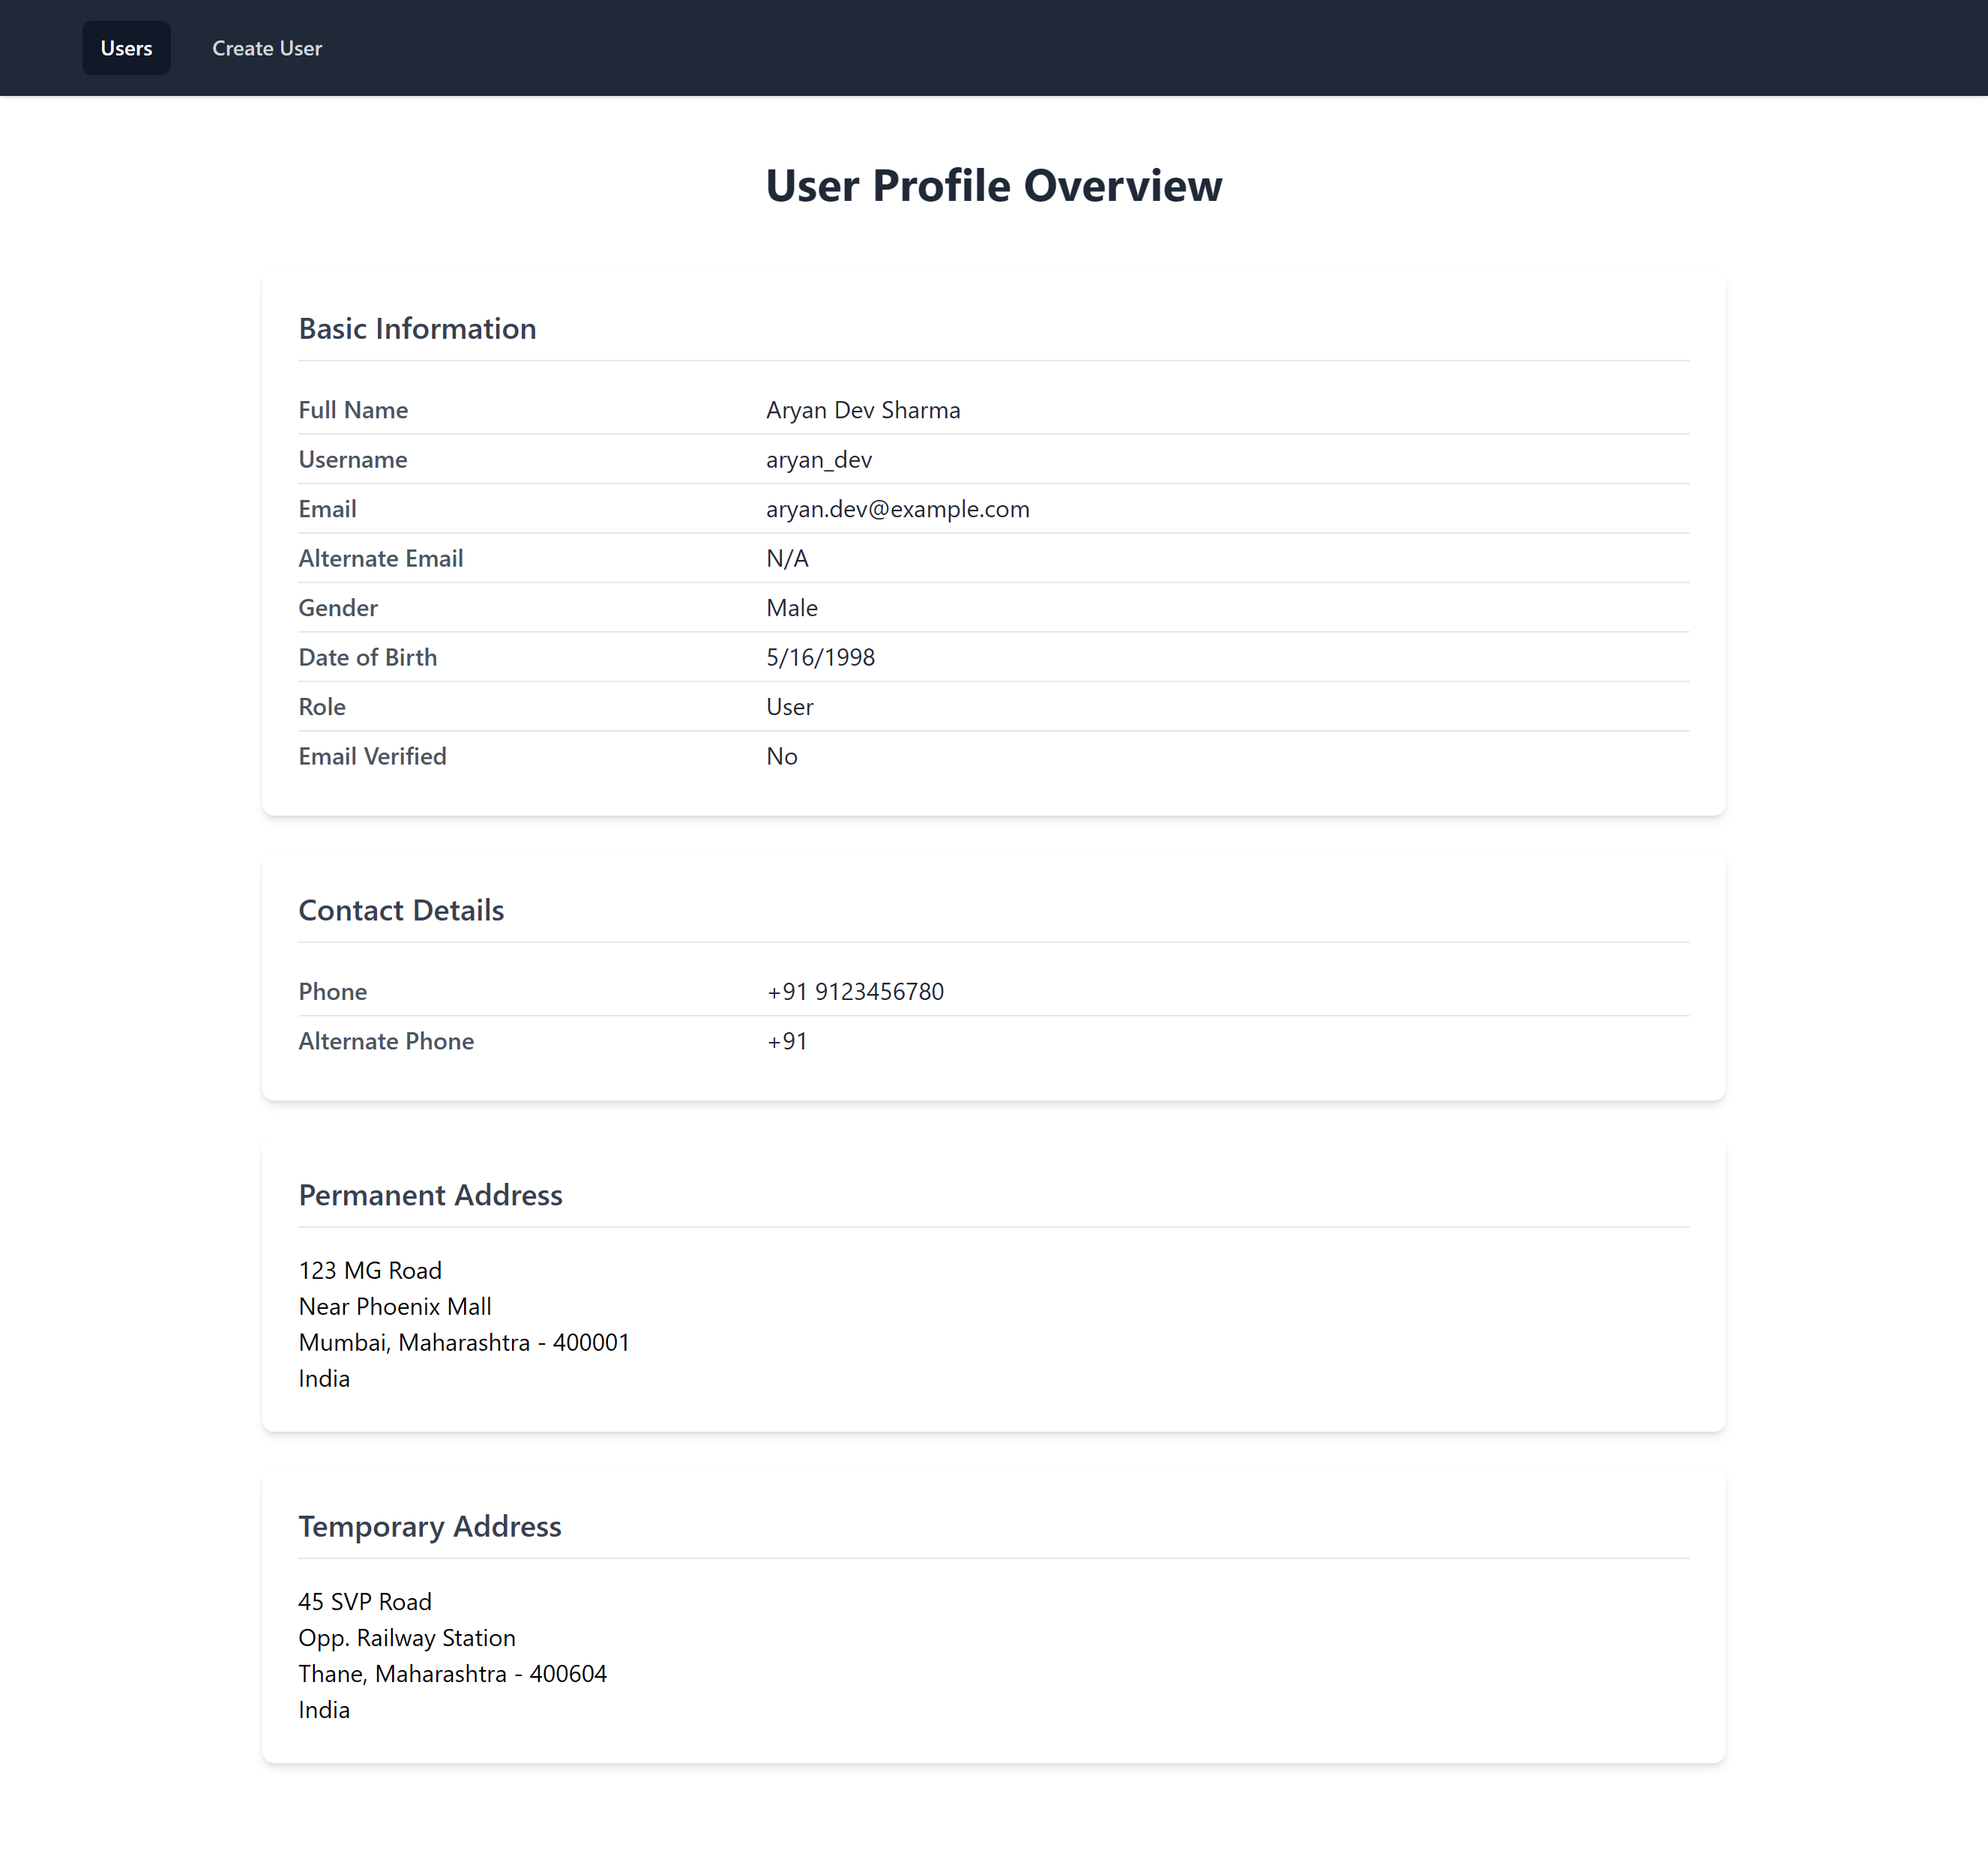 Users Create User
User Profile Overview
Basic Information
Full Name Aryan Dev Sharma
Username aryan_dev
Email aryan.dev@example.com
Alternate Email N/A
Gender Male
Date of Birth 5/16/1998
Role User
Email Verified No
Contact Details
Phone +91 9123456780
Alternate Phone +91
Permanent Address
123 MG Road
Near Phoenix Mall
Mumbai, Maharashtra - 400001
India
Temporary Address
45 SVP Road
Opp. Railway Station
Thane, Maharashtra - 400604
India